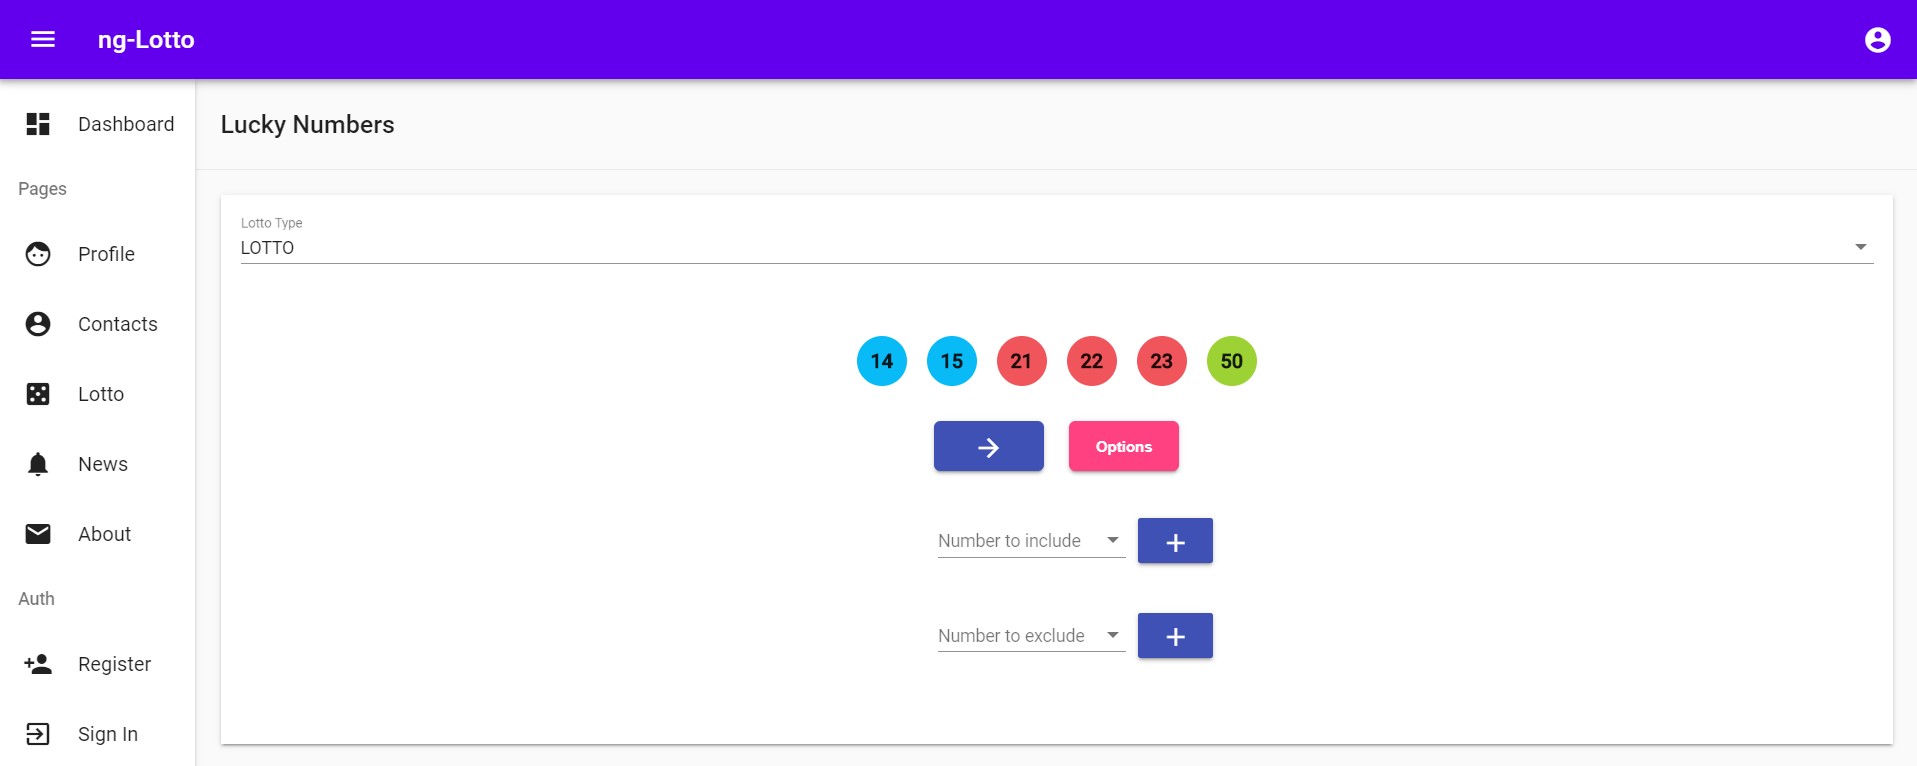 ng-Lotto
Dashboard
Pages
Profile
Contacts
Lotto
News
About
Auth
Register
Sign In
Lucky Numbers
Lotto Type
LOTTO
14 15 21 22 23 50
Options
Number to include
Number to exclude